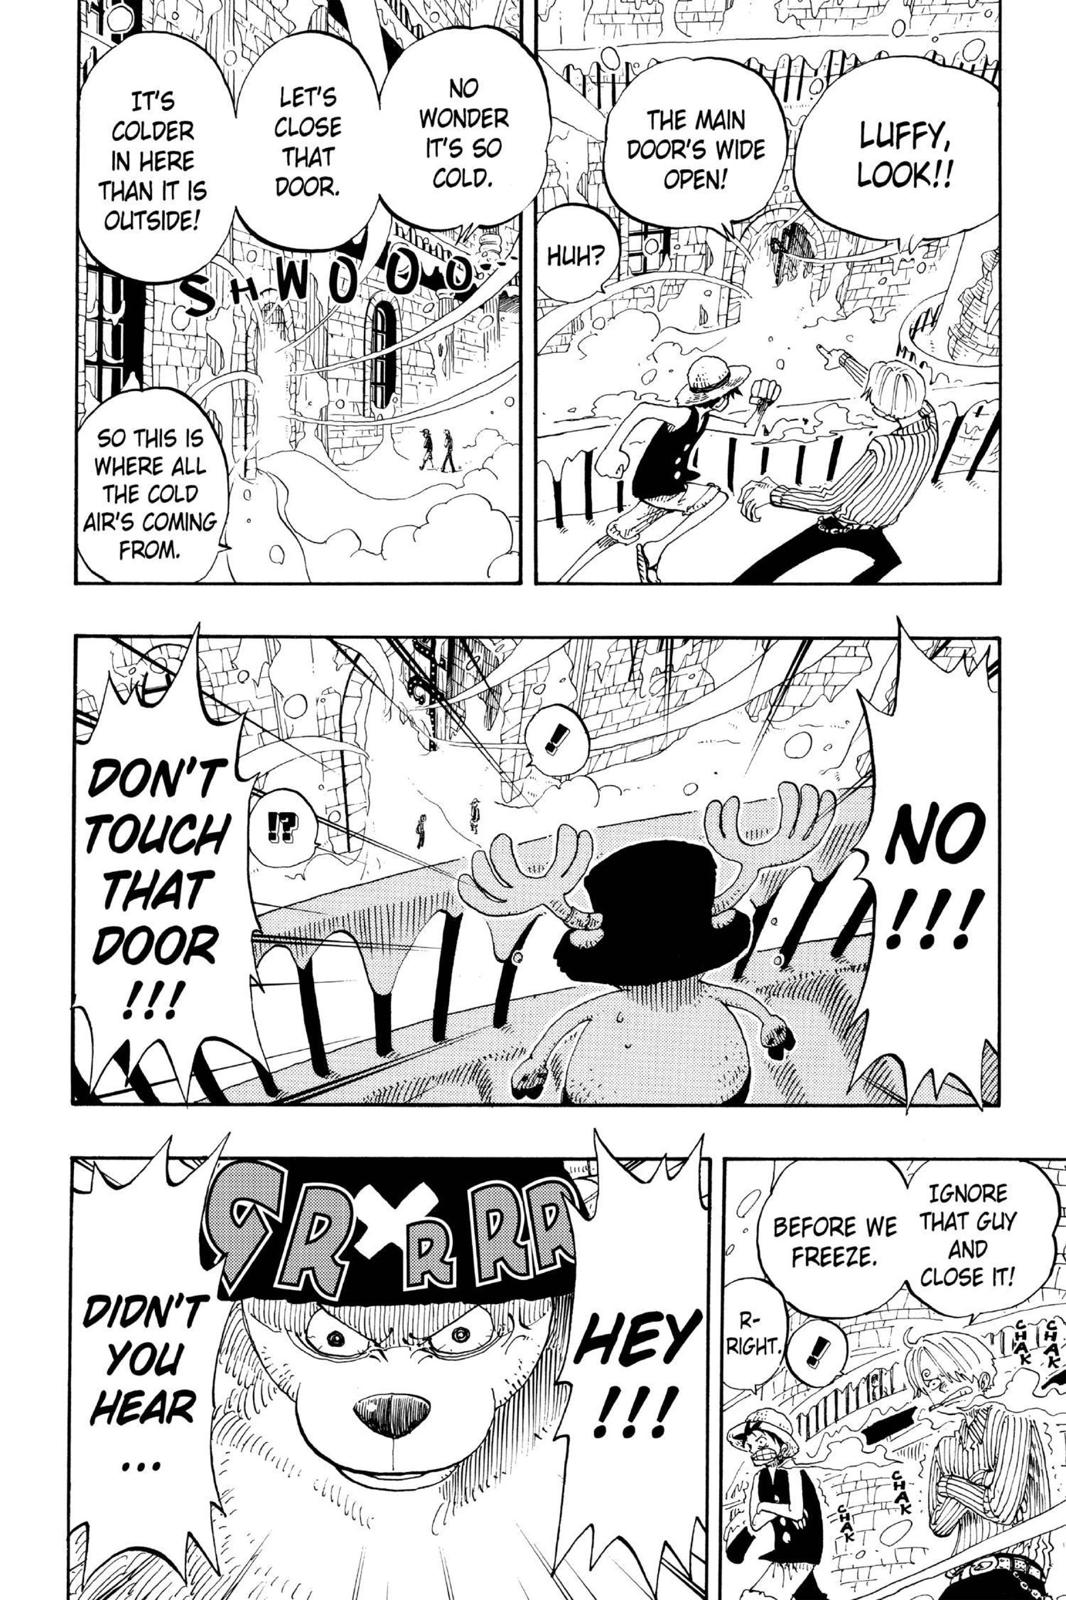 LUFFY,
LOOK!!
THE MAIN
DOOR'S WIDE
OPEN!
HUH?
NO
WONDER
IT'S SO
COLD.
LET'S
CLOSE
THAT
DOOR.
IT'S
COLDER
IN HERE
THAN IT IS
OUTSIDE!
SHWOOO
SO THIS IS
WHERE ALL
THE COLD
AIR'S COMING
FROM.
NO
!!!
!
!?
DON'T
TOUCH
THAT
DOOR
!!!
IGNORE
THAT GUY
AND
CLOSE IT!
BEFORE WE
FREEZE.
R-
RIGHT.
!
CHAK
CHAK
CHAK
CHAK
HEY
!!!
GRRRRR
DIDN'T
YOU
HEAR
...